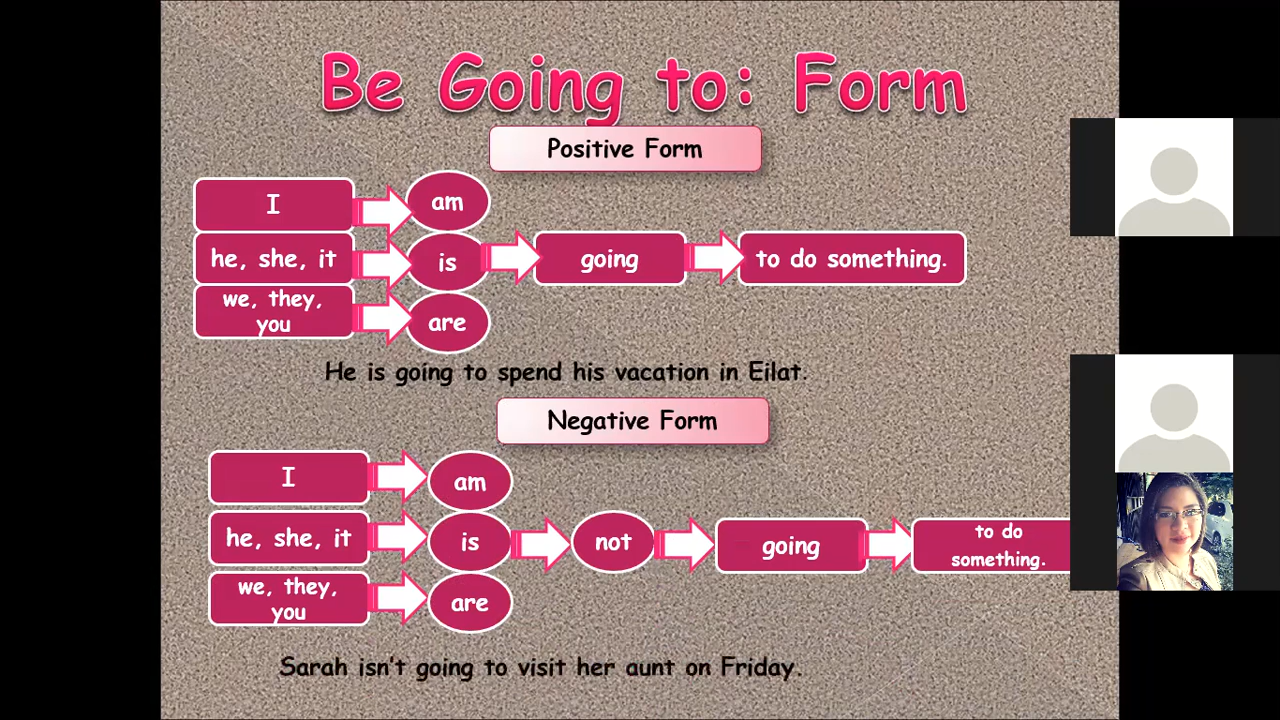 Be Going to: Form
Positive Form
I
am
he, she, it
is
going
to do something.
we, they,
you
are
He is going to spend his vacation in Eilat.
Negative Form
I
am
he, she, it
is
not
going
to do
something.
we, they,
you
are
Sarah isn't going to visit her aunt on Friday.